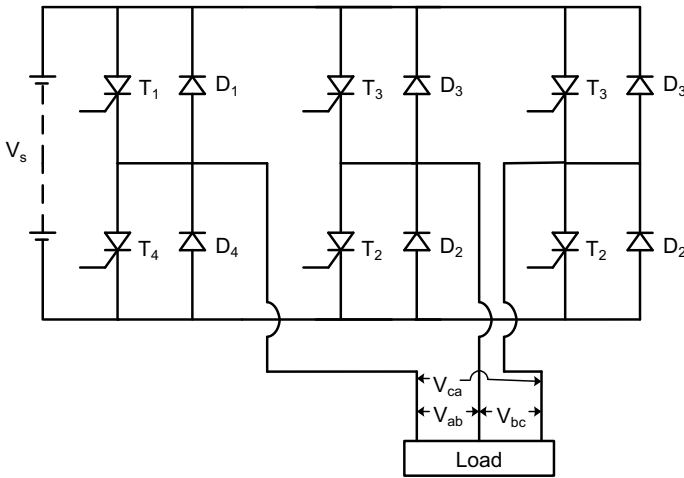 T1 D1 T3 D3 T3 D3
Vs
T4 D4 T2 D2 T2 D2
Vca
Vab Vbc
Load